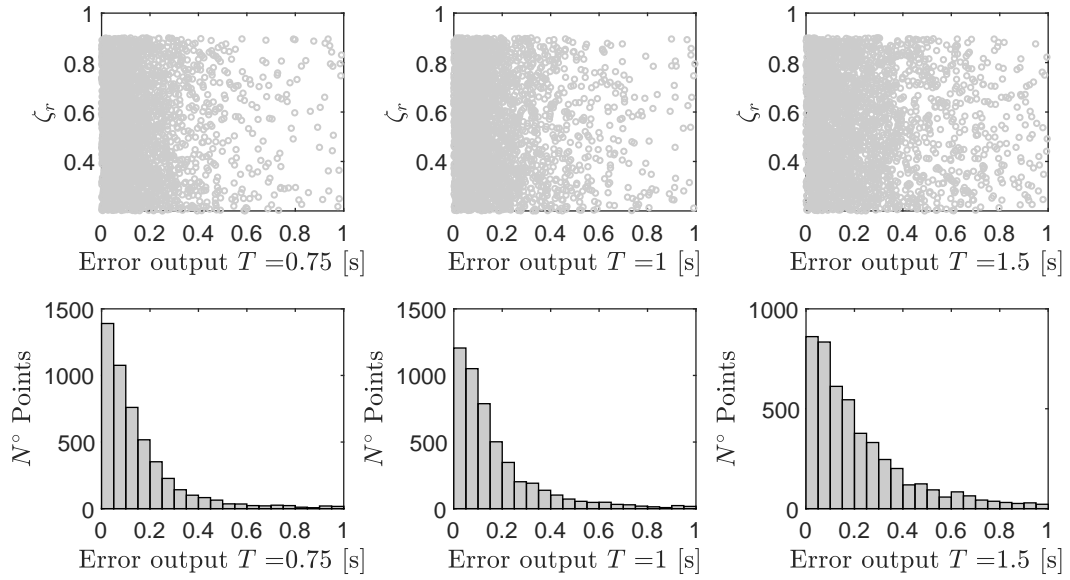 1
0.8
0.6
0.4
ζr
0 0.2 0.4 0.6 0.8 1
Error output T =0.75 [s]
1
0.8
0.6
0.4
ζr
0 0.2 0.4 0.6 0.8 1
Error output T =1 [s]
1
0.8
0.6
0.4
ζr
0 0.2 0.4 0.6 0.8 1
Error output T =1.5 [s]
1500
1000
500
0
N° Points
0 0.2 0.4 0.6 0.8 1
Error output T =0.75 [s]
1500
1000
500
0
N° Points
0 0.2 0.4 0.6 0.8 1
Error output T =1 [s]
1000
500
0
N° Points
0 0.2 0.4 0.6 0.8 1
Error output T =1.5 [s]